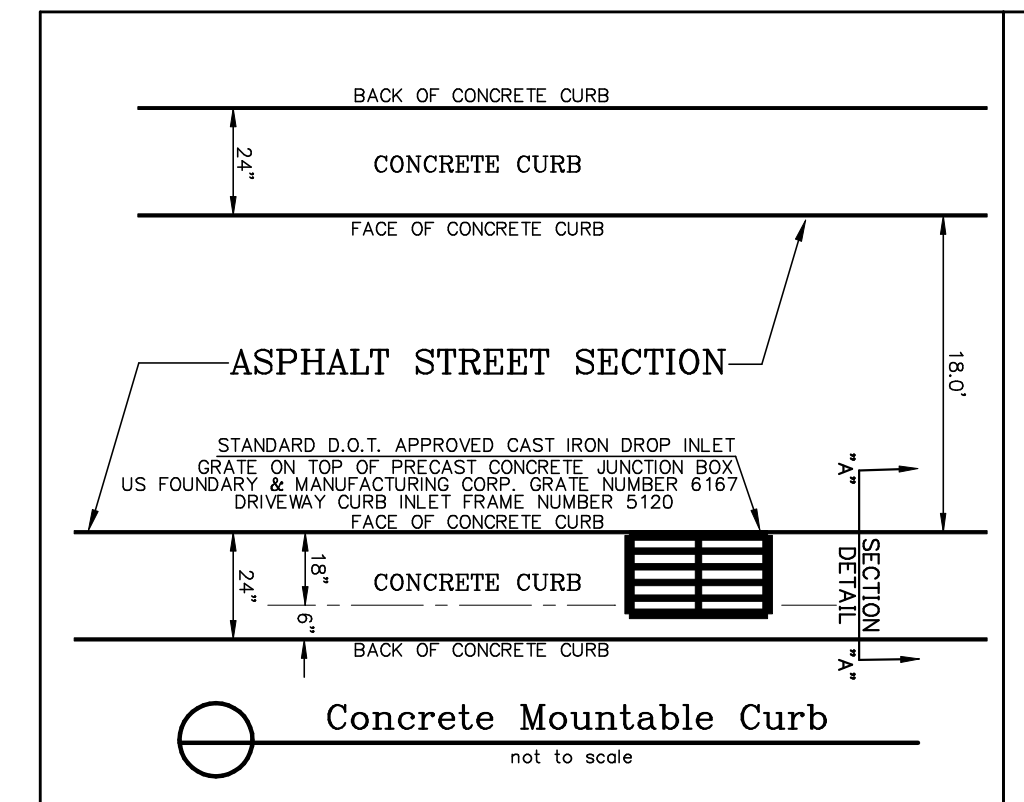 BACK OF CONCRETE CURB
24"
CONCRETE CURB
FACE OF CONCRETE CURB
ASPHALT STREET SECTION
18.0'
STANDARD D.O.T. APPROVED CAST IRON DROP INLET
GRATE ON TOP OF PRECAST CONCRETE JUNCTION BOX
US FOUNDARY & MANUFACTURING CORP. GRATE NUMBER 6167
DRIVEWAY CURB INLET FRAME NUMBER 5120
FACE OF CONCRETE CURB
"A"
24"
18"
6"
CONCRETE CURB
SECTION
DETAIL
"A"
BACK OF CONCRETE CURB
Concrete Mountable Curb
not to scale